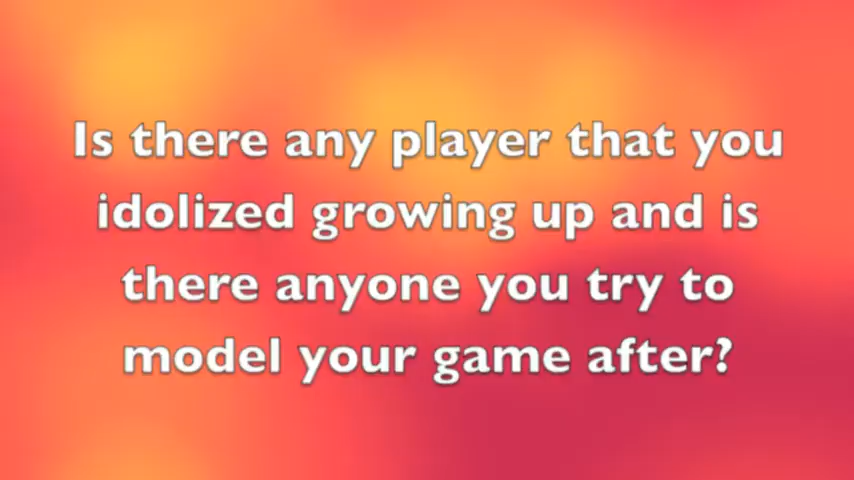 Is there any player that you
idolized growing up and is
there anyone you try to
model your game after?